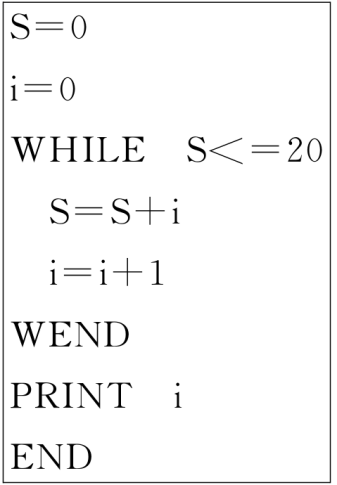 S=0
i=0
WHILE S<=20
S=S+i
i=i+1
WEND
PRINT i
END